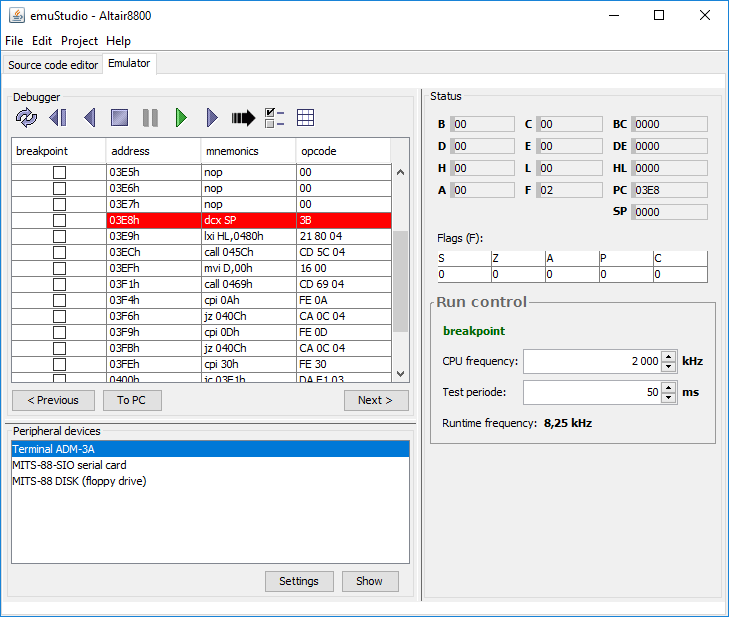 emuStudio - Altair8800
File Edit Project Help
Source code editor Emulator
Debugger
breakpoint address mnemonics opcode
03E5h nop 00
03E6h nop 00
03E7h nop 00
03E8h dcx SP 3B
03E9h lxi HL,0480h 21 80 04
03ECh call 045Ch CD 5C 04
03EFh mvi D,00h 16 00
03F1h call 0469h CD 69 04
03F4h cpi 0Ah FE 0A
03F6h jz 040Ch CA 0C 04
03F9h cpi 0Dh FE 0D
03FBh jz 040Ch CA 0C 04
03FEh cpi 30h FE 30
0400h jc 03E1h DA E1 03
< Previous To PC Next >
Peripheral devices
Terminal ADM-3A
MITS-88-SIO serial card
MITS-88 DISK (floppy drive)
Settings Show
Status
B 00 C 00 BC 0000
D 00 E 00 DE 0000
H 00 L 00 HL 0000
A 00 F 02 PC 03E8
SP 0000
Flags (F):
S Z A P C
0 0 0 0 0
Run control
breakpoint
CPU frequency: 2 000 kHz
Test periode: 50 ms
Runtime frequency: 8,25 kHz